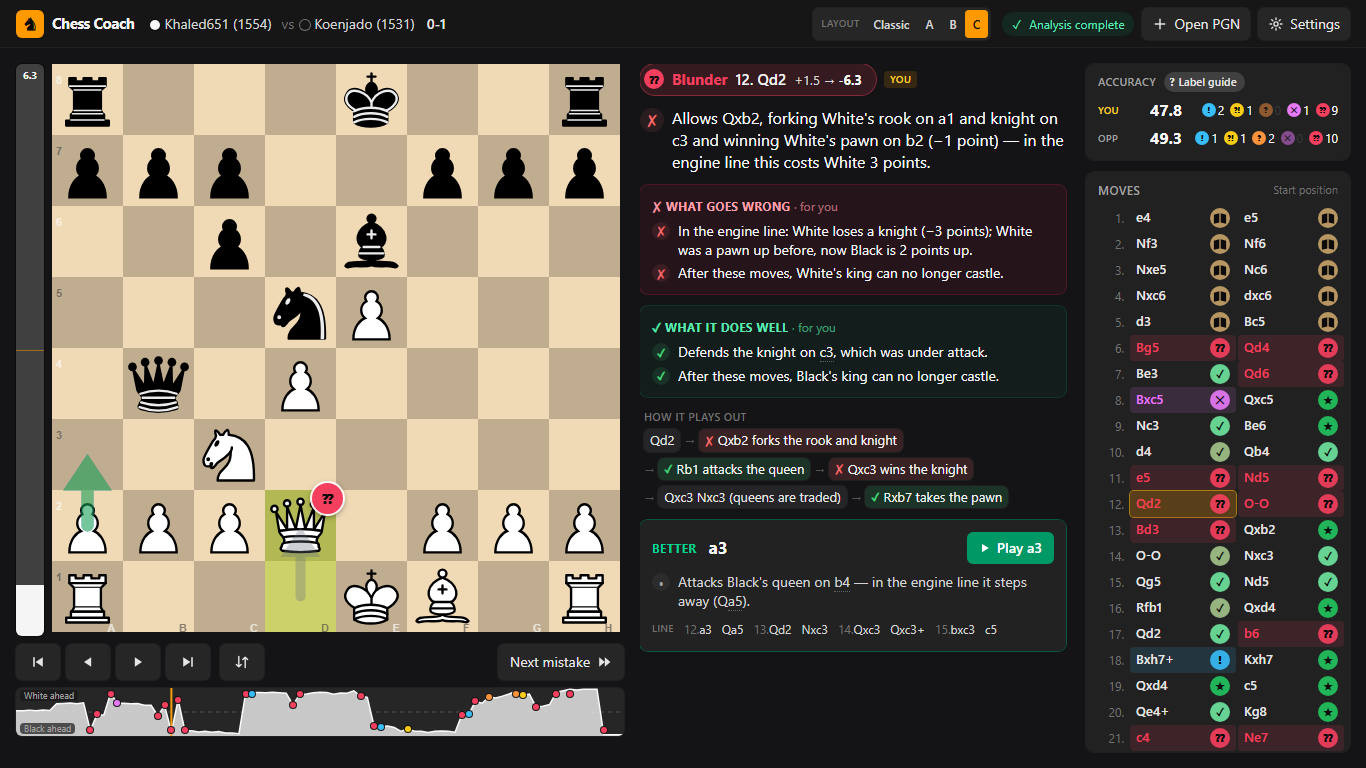 Chess Coach
Khaled651 (1554) vs Koenjado (1531) 0-1
LAYOUT Classic A B C
✓ Analysis complete
+ Open PGN
Settings
6.3
8
7
6
5
4
3
2
1
A B C D E F G H
??
Next mistake
White ahead
Black ahead
?? Blunder 12. Qd2 +1.5 → -6.3 YOU
✗ Allows Qxb2, forking White's rook on a1 and knight on
c3 and winning White's pawn on b2 (−1 point) — in the
engine line this costs White 3 points.
✗ WHAT GOES WRONG · for you
✗ In the engine line: White loses a knight (−3 points); White
was a pawn up before, now Black is 2 points up.
✗ After these moves, White's king can no longer castle.
✓ WHAT IT DOES WELL · for you
✓ Defends the knight on c3, which was under attack.
✓ After these moves, Black's king can no longer castle.
HOW IT PLAYS OUT
Qd2 → ✗ Qxb2 forks the rook and knight
→ ✓ Rb1 attacks the queen → ✗ Qxc3 wins the knight
→ Qxc3 Nxc3 (queens are traded) → ✓ Rxb7 takes the pawn
BETTER a3
Play a3
Attacks Black's queen on b4 — in the engine line it steps
away (Qa5).
LINE 12.a3 Qa5 13.Qd2 Nxc3 14.Qxc3 Qxc3+ 15.bxc3 c5
ACCURACY ? Label guide
YOU 47.8 ! 2 ?! 1 ? 0 ✗ 1 ?? 9
OPP 49.3 ! 1 ?! 1 ? 2 ✗ 0 ?? 10
MOVES Start position
1. e4 e5
2. Nf3 Nf6
3. Nxe5 Nc6
4. Nxc6 dxc6
5. d3 Bc5
6. Bg5 ?? Qd4 ??
7. Be3 ✓ Qd6 ??
8. Bxc5 ✗ Qxc5 ★
9. Nc3 ✓ Be6 ★
10. d4 ✓ Qb4 ✓
11. e5 ?? Nd5 ??
12. Qd2 ?? O-O ??
13. Bd3 ?? Qxb2 ★
14. O-O ✓ Nxc3 ✓
15. Qg5 ✓ Nd5 ✓
16. Rfb1 ✓ Qxd4 ★
17. Qd2 ✓ b6 ??
18. Bxh7+ ! Kxh7 ★
19. Qxd4 ★ c5 ★
20. Qe4+ ✓ Kg8 ★
21. c4 ?? Ne7 ??